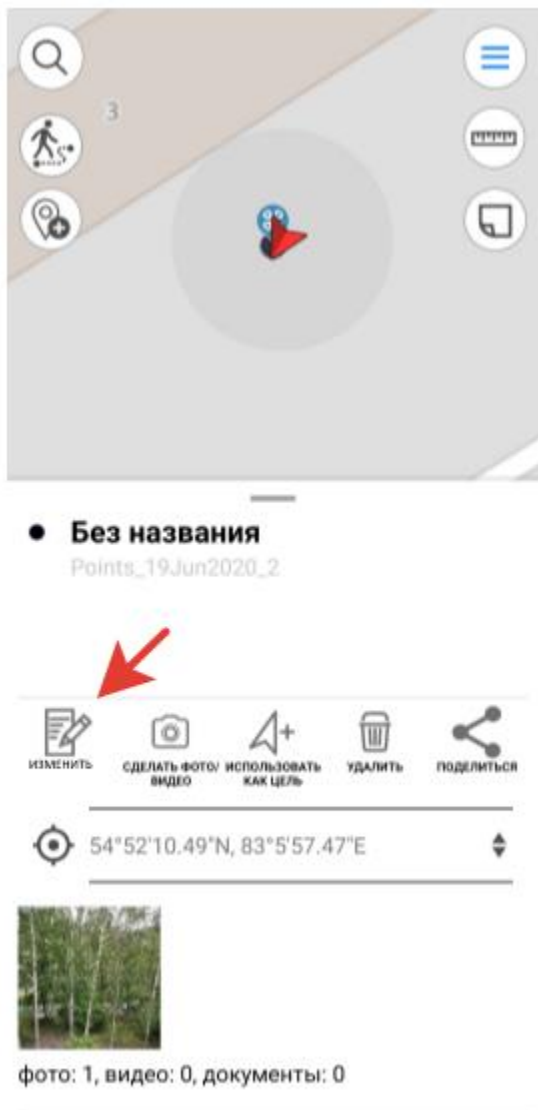 3
Без названия
Points_19Jun2020_2
ИЗМЕНИТЬ
СДЕЛАТЬ ФОТО/
ВИДЕО
ИСПОЛЬЗОВАТЬ
КАК ЦЕЛЬ
УДАЛИТЬ
ПОДЕЛИТЬСЯ
54°52'10.49"N, 83°5'57.47"E
фото: 1, видео: 0, документы: 0